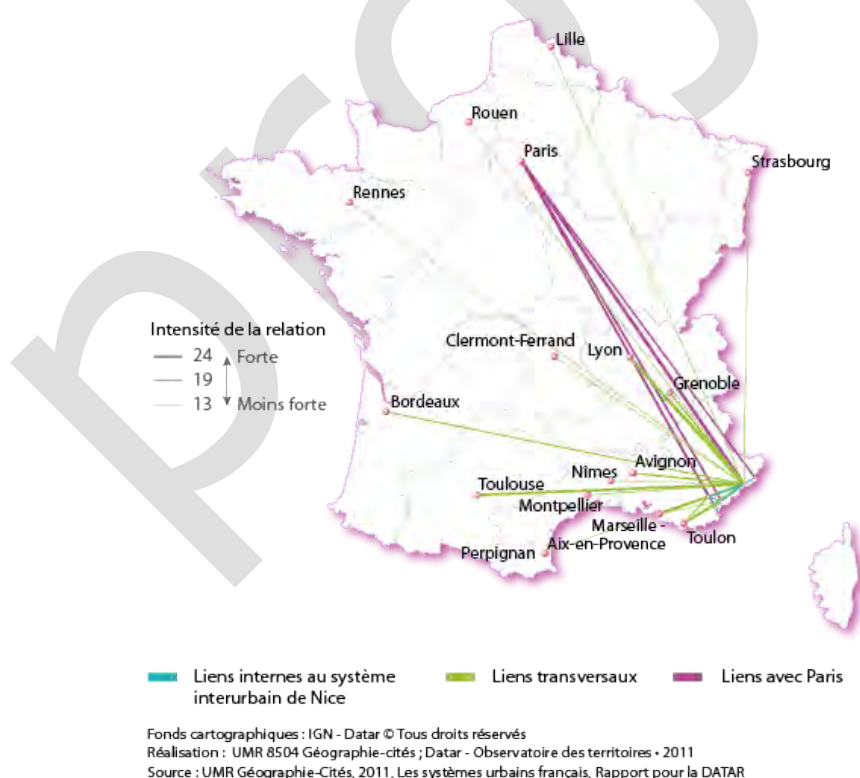 Lille
Rouen
Paris
Strasbourg
Rennes
Intensité de la relation
24 Forte
19
13 Moins forte
Clermont-Ferrand
Lyon
Grenoble
Bordeaux
Avignon
Nîmes
Toulouse
Montpellier
Marseille -
Aix-en-Provence
Toulon
Perpignan
Liens internes au système
interurbain de Nice
Liens transversaux
Liens avec Paris
Fonds cartographiques : IGN - Datar © Tous droits réservés
Réalisation : UMR 8504 Géographie-cités ; Datar - Observatoire des territoires • 2011
Source : UMR Géographie-Cités, 2011, Les systèmes urbains français, Rapport pour la DATAR